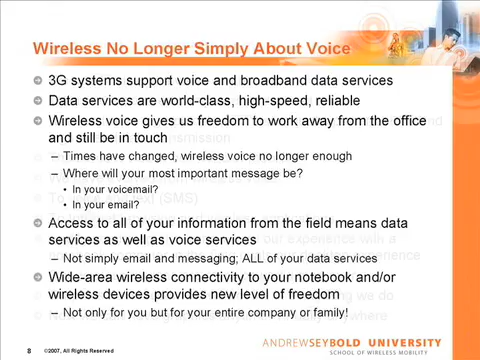 Wireless No Longer Simply About Voice
3G systems support voice and broadband data services
Data services are world-class, high-speed, reliable
Wireless voice gives us freedom to work away from the office
and still be in touch
– Times have changed, wireless voice no longer enough
– Where will your most important message be?
• In your voicemail?
• In your email?
Access to all of your information from the field means data
services as well as voice services
– Not simply email and messaging; ALL of your data services
Wide-area wireless connectivity to your notebook and/or
wireless devices provides new level of freedom
– Not only for you but for your entire company or family!
8 ©2007, All Rights Reserved
ANDREWSEYBOLD UNIVERSITY
SCHOOL OF WIRELESS MOBILITY